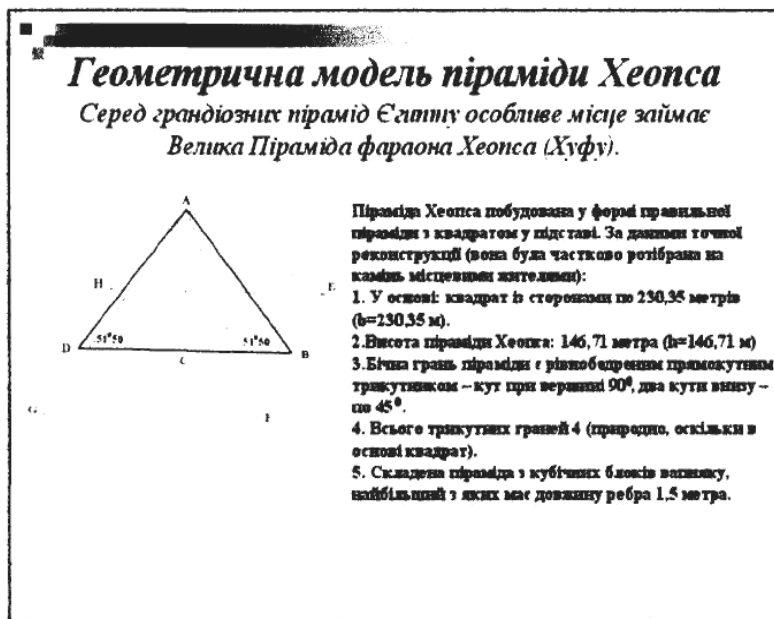 Геометрична модель піраміди Хеопса
Серед грандіозних пірамід Єгипту особливе місце займає
Велика Піраміда фараона Хеопса (Хуфу).
A
H
E
51⁰50
51⁰50
D
C
B
G
F
Піраміда Хеопса побудована у формі правильної
піраміди з квадратом у підставі. За даними точної
реконструкції (вона була частково розібрана на
камінь місцевими жителями):
1. У основі: квадрат із сторонами по 230,35 метрів
(b=230,35 м).
2.Висота піраміди Хеопса: 146,71 метра (h=146,71 м)
3.Бічна грань піраміди є рівнобедреним прямокутним
трикутником – кут при вершині 90⁰, два кути внизу –
по 45⁰.
4. Всього трикутних граней 4 (природно, оскільки в
основі квадрат).
5. Складена піраміда з кубічних блоків вапняку,
найбільший з яких має довжину ребра 1,5 метра.